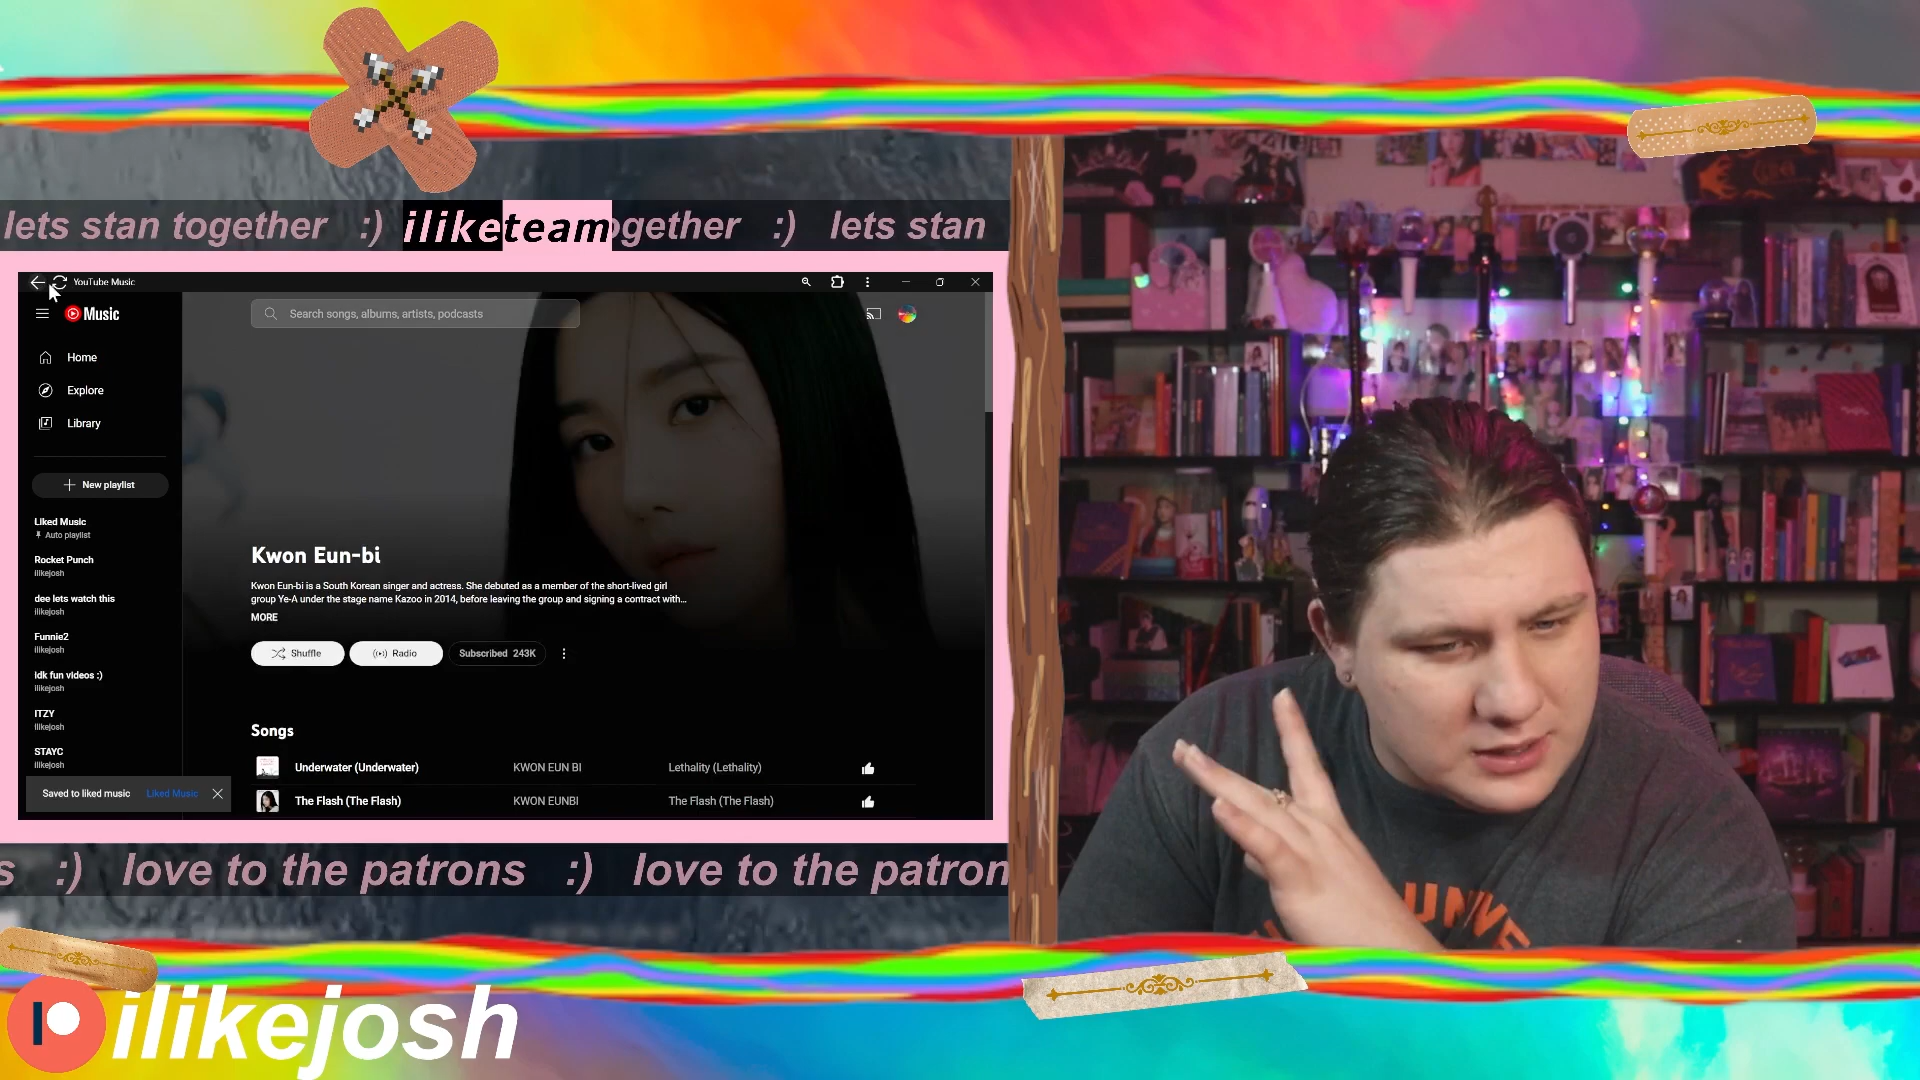 lets stan together :) iliketeam ogether :) lets stan
YouTube Music
Music
Search songs, albums, artists, podcasts
Home
Explore
Library
New playlist
Liked Music
Auto playlist
Rocket Punch
ilikejosh
dee lets watch this
ilikejosh
Funnie2
ilikejosh
idk fun videos :)
ilikejosh
ITZY
ilikejosh
STAYC
ilikejosh
Saved to liked music Liked Music
Kwon Eun-bi
Kwon Eun-bi is a South Korean singer and actress. She debuted as a member of the short-lived girl
group Ye-A under the stage name Kazoo in 2014, before leaving the group and signing a contract with...
MORE
Shuffle Radio Subscribed 243K
Songs
Underwater (Underwater) KWON EUN BI Lethality (Lethality)
The Flash (The Flash) KWON EUNBI The Flash (The Flash)
s :) love to the patrons :) love to the patron
UNIVE
ilikejosh